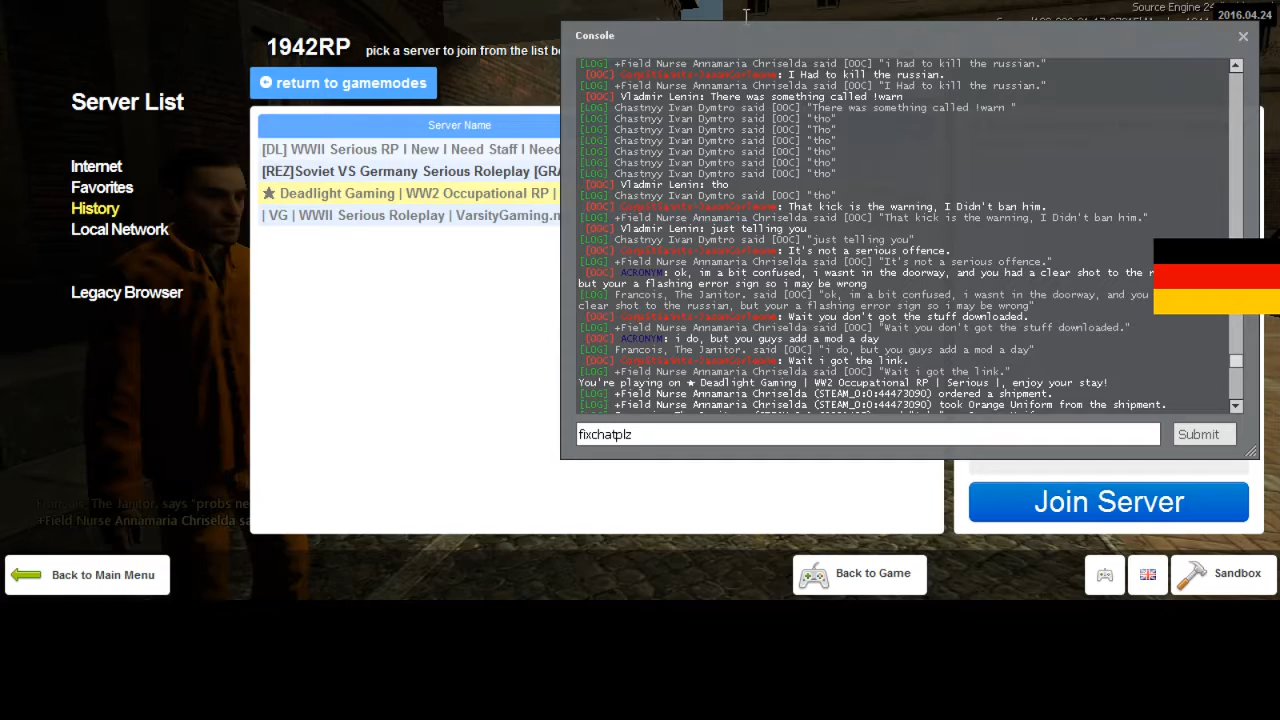 Source Engine 24
2016.04.24
1942RP pick a server to join from the list be
return to gamemodes
Server List
Internet
Favorites
History
Local Network
Legacy Browser
Server Name
[DL] WWII Serious RP I New I Need Staff I Need
[REZ]Soviet VS Germany Serious Roleplay [GRA
★ Deadlight Gaming | WW2 Occupational RP |
| VG | WWII Serious Roleplay | VarsityGaming.n
Console
[LOG] +Field Nurse Annamaria Chriselda said [OOC] "i had to kill the russian."
[OOC] : I Had to kill the russian.
[LOG] +Field Nurse Annamaria Chriselda said [OOC] "I Had to kill the russian."
[OOC] Vladmir Lenin: There was something called !warn
[LOG] Chastnyy Ivan Dymtro said [OOC] "There was something called !warn "
[LOG] Chastnyy Ivan Dymtro said [OOC] "tho"
[LOG] Chastnyy Ivan Dymtro said [OOC] "Tho"
[LOG] Chastnyy Ivan Dymtro said [OOC] "tho"
[LOG] Chastnyy Ivan Dymtro said [OOC] "tho"
[LOG] Chastnyy Ivan Dymtro said [OOC] "tho"
[LOG] Chastnyy Ivan Dymtro said [OOC] "tho"
[OOC] Vladmir Lenin: tho
[LOG] Chastnyy Ivan Dymtro said [OOC] "tho"
[OOC] : That kick is the warning, I Didn't ban him.
[LOG] +Field Nurse Annamaria Chriselda said [OOC] "That kick is the warning, I Didn't ban him."
[OOC] Vladmir Lenin: just telling you
[LOG] Chastnyy Ivan Dymtro said [OOC] "just telling you"
[OOC] : It's not a serious offence.
[LOG] +Field Nurse Annamaria Chriselda said [OOC] "It's not a serious offence."
[OOC] ACRONYM: ok, im a bit confused, i wasnt in the doorway, and you had a clear shot to the r
but your a flashing error sign so i may be wrong
[LOG] Francois, The Janitor. said [OOC] "ok, im a bit confused, i wasnt in the doorway, and you
clear shot to the russian, but your a flashing error sign so i may be wrong"
[OOC] : Wait you don't got the stuff downloaded.
[LOG] +Field Nurse Annamaria Chriselda said [OOC] "Wait you don't got the stuff downloaded."
[OOC] ACRONYM: i do, but you guys add a mod a day
[LOG] Francois, The Janitor. said [OOC] "i do, but you guys add a mod a day"
[OOC] : Wait i got the link.
[LOG] +Field Nurse Annamaria Chriselda said [OOC] "Wait i got the link."
You're playing on ★ Deadlight Gaming | WW2 Occupational RP | Serious |, enjoy your stay!
[LOG] +Field Nurse Annamaria Chriselda (STEAM_0:0:44473090) ordered a shipment.
[LOG] +Field Nurse Annamaria Chriselda (STEAM_0:0:44473090) took Orange Uniform from the shipment.
fixchatplz
Submit
The Janitor, says "probs ne
+Field Nurse Annamaria Chriselda sa
Join Server
Back to Main Menu
Back to Game
Sandbox